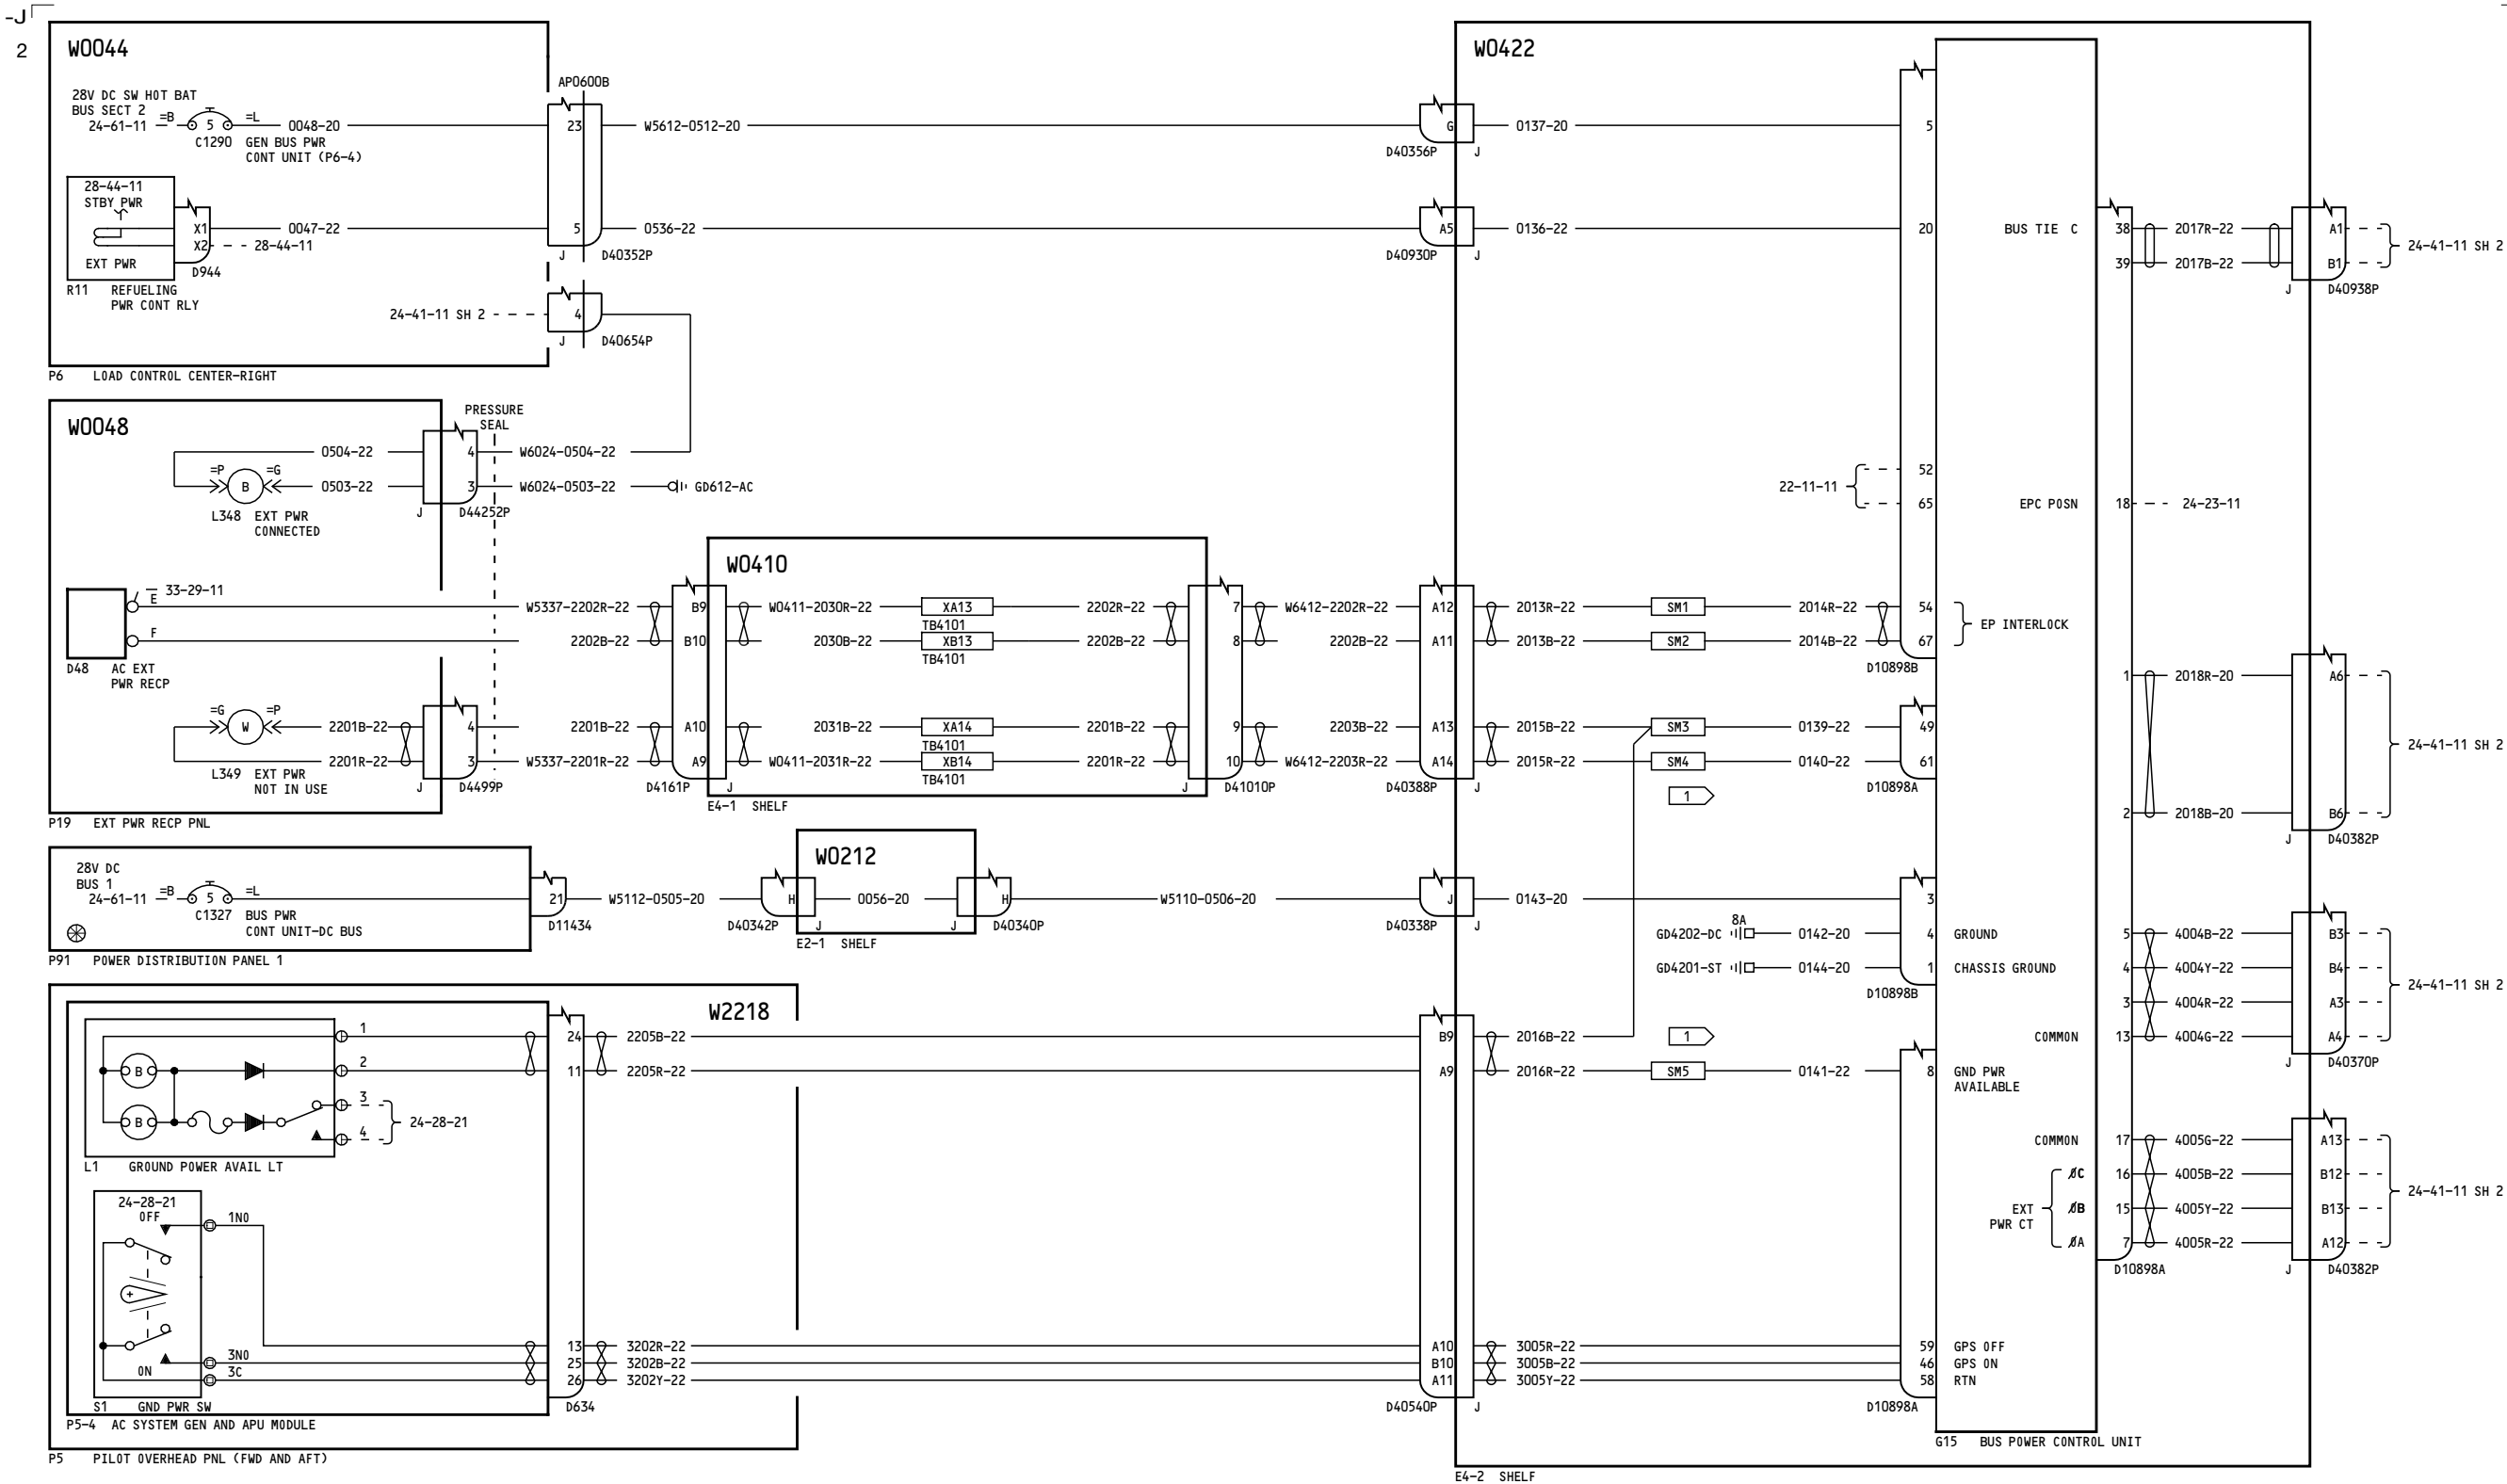 -J
2
W0044
28V DC SW HOT BAT
BUS SECT 2
24-61-11
=B
5
=L
0048-20
C1290
GEN BUS PWR
CONT UNIT (P6-4)
28-44-11
STBY PWR
EXT PWR
X1
X2
0047-22
28-44-11
D944
R11
REFUELING
PWR CONT RLY
24-41-11 SH 2
AP0600B
23
W5612-0512-20
5
0536-22
J
D40352P
4
J
D40654P
P6
LOAD CONTROL CENTER-RIGHT
W0048
PRESSURE
SEAL
0504-22
4
W6024-0504-22
=P
B
=G
0503-22
3
W6024-0503-22
GD612-AC
L348
EXT PWR
CONNECTED
J
D44252P
E
33-29-11
F
D48
AC EXT
PWR RECP
=G
W
=P
2201B-22
2201R-22
4
3
L349
EXT PWR
NOT IN USE
J
D4499P
P19
EXT PWR RECP PNL
W5337-2202R-22
2202B-22
2201B-22
W5337-2201R-22
B9
B10
A10
A9
D4161P
J
W0410
W0411-2030R-22
XA13
TB4101
2202R-22
2030B-22
XB13
TB4101
2202B-22
2031B-22
XA14
TB4101
2201B-22
W0411-2031R-22
XB14
TB4101
2201R-22
J
E4-1
SHELF
7
8
9
10
D41010P
W6412-2202R-22
2202B-22
2203B-22
W6412-2203R-22
28V DC
BUS 1
24-61-11
=B
5
=L
C1327
BUS PWR
CONT UNIT-DC BUS
21
D11434
W5112-0505-20
P91
POWER DISTRIBUTION PANEL 1
W0212
H
D40342P
J
0056-20
J
H
D40340P
E2-1
SHELF
W5110-0506-20
W2218
1
2
3
4
B
B
24-28-21
L1
GROUND POWER AVAIL LT
24
2205B-22
11
2205R-22
24-28-21
OFF
1NO
3NO
ON
3C
13
3202R-22
25
3202B-22
26
3202Y-22
S1
GND PWR SW
D634
P5-4
AC SYSTEM GEN AND APU MODULE
P5
PILOT OVERHEAD PNL (FWD AND AFT)
W0422
G
0137-20
5
D40356P
J
A5
0136-22
20
D40930P
J
22-11-11
52
65
A12
2013R-22
SM1
2014R-22
54
A11
2013B-22
SM2
2014B-22
67
EP INTERLOCK
D10898B
A13
2015B-22
SM3
0139-22
49
A14
2015R-22
SM4
0140-22
61
D40388P
J
1
D10898A
J
0143-20
3
D40338P
J
8A
GD4202-DC
0142-20
4
GROUND
GD4201-ST
0144-20
1
CHASSIS GROUND
D10898B
B9
2016B-22
1
A9
2016R-22
SM5
0141-22
8
GND PWR
AVAILABLE
A10
3005R-22
59
GPS OFF
B10
3005B-22
46
GPS ON
A11
3005Y-22
58
RTN
D40540P
J
D10898A
BUS TIE C
38
2017R-22
A1
39
2017B-22
B1
24-41-11 SH 2
J
D40938P
EPC POSN
18
24-23-11
1
2018R-20
A6
2
2018B-20
B6
24-41-11 SH 2
J
D40382P
5
4004B-22
B3
4
4004Y-22
B4
3
4004R-22
A3
COMMON
13
4004G-22
A4
24-41-11 SH 2
J
D40370P
COMMON
17
4005G-22
A13
EXT
PWR CT
ØC
16
4005B-22
B12
ØB
15
4005Y-22
B13
ØA
7
4005R-22
A12
24-41-11 SH 2
D10898A
J
D40382P
G15
BUS POWER CONTROL UNIT
E4-2
SHELF